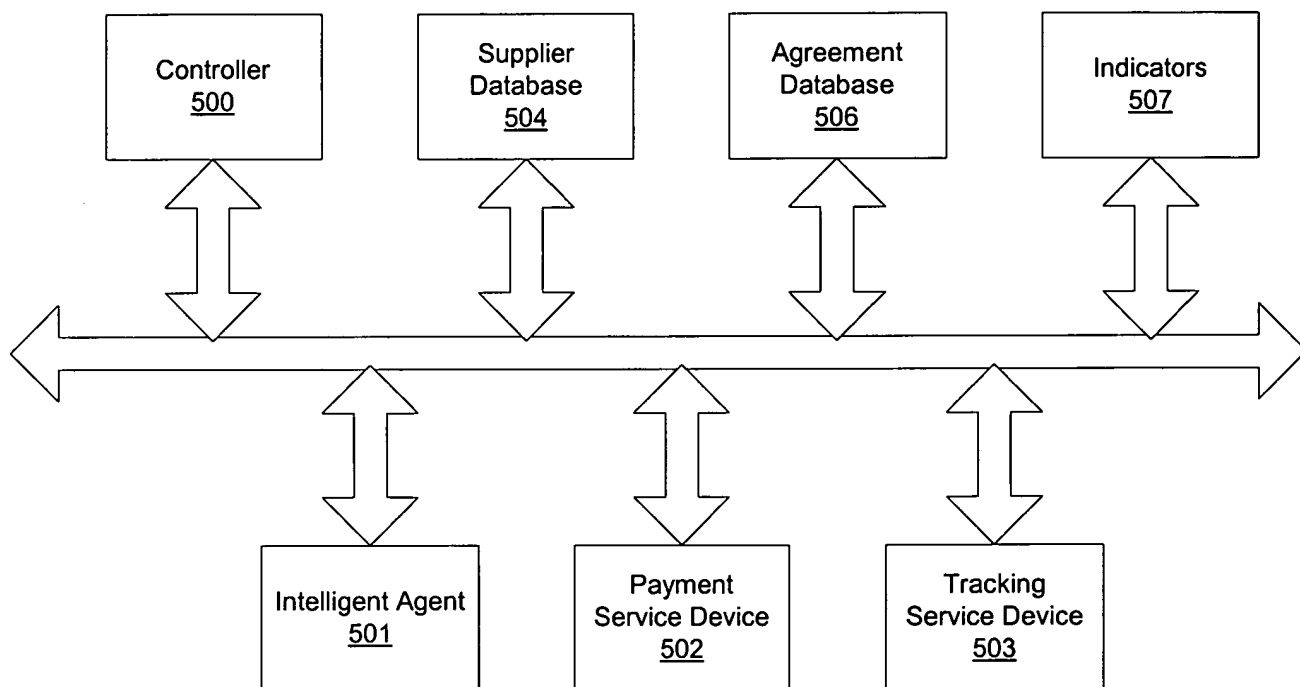 Controller
500
Supplier
Database
504
Agreement
Database
506
Indicators
507
Intelligent Agent
501
Payment
Service Device
502
Tracking
Service Device
503